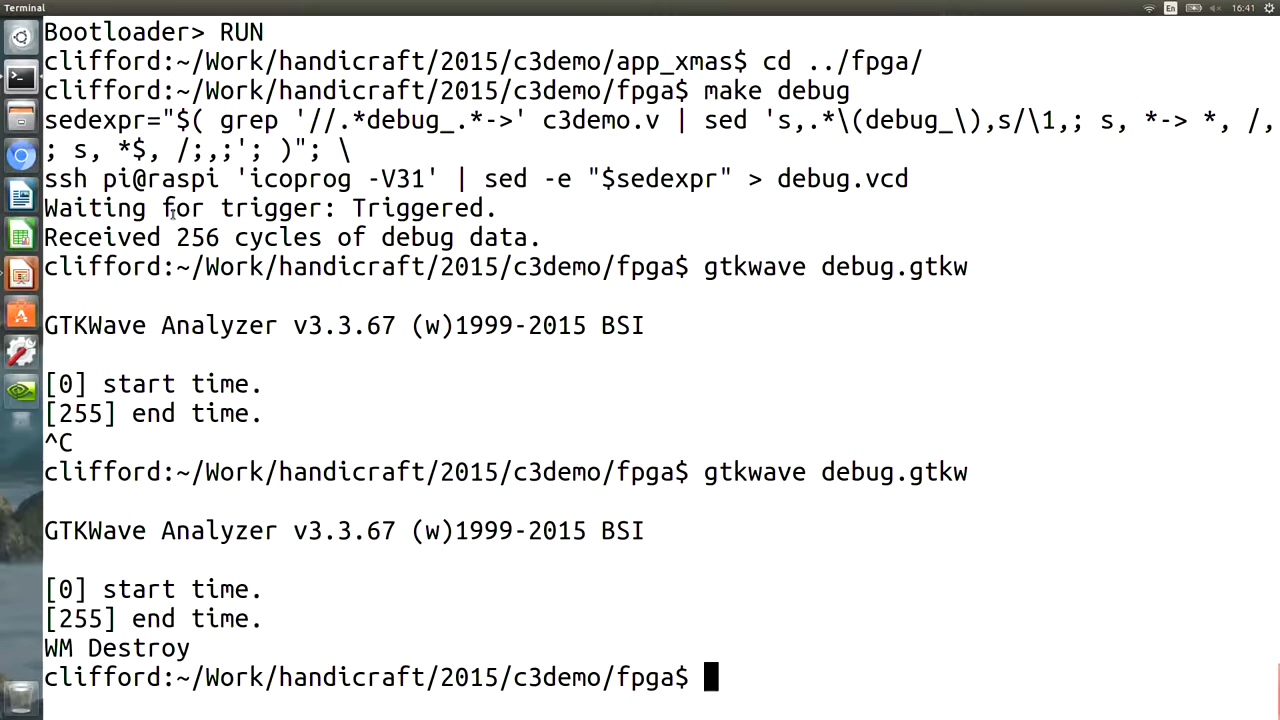 Terminal
En
16:41
Bootloader> RUN
clifford:~/Work/handicraft/2015/c3demo/app_xmas$ cd ../fpga/
clifford:~/Work/handicraft/2015/c3demo/fpga$ make debug
sedexpr="$( grep '//.*debug_.*->' c3demo.v | sed 's,.*\(debug_\),s/\1,; s, *-> *, /,
; s, *$, /;,;'; )"; \
ssh pi@raspi 'icoprog -V31' | sed -e "$sedexpr" > debug.vcd
Waiting for trigger: Triggered.
Received 256 cycles of debug data.
clifford:~/Work/handicraft/2015/c3demo/fpga$ gtkwave debug.gtkw
GTKWave Analyzer v3.3.67 (w)1999-2015 BSI
[0] start time.
[255] end time.
^C
clifford:~/Work/handicraft/2015/c3demo/fpga$ gtkwave debug.gtkw
GTKWave Analyzer v3.3.67 (w)1999-2015 BSI
[0] start time.
[255] end time.
WM Destroy
clifford:~/Work/handicraft/2015/c3demo/fpga$